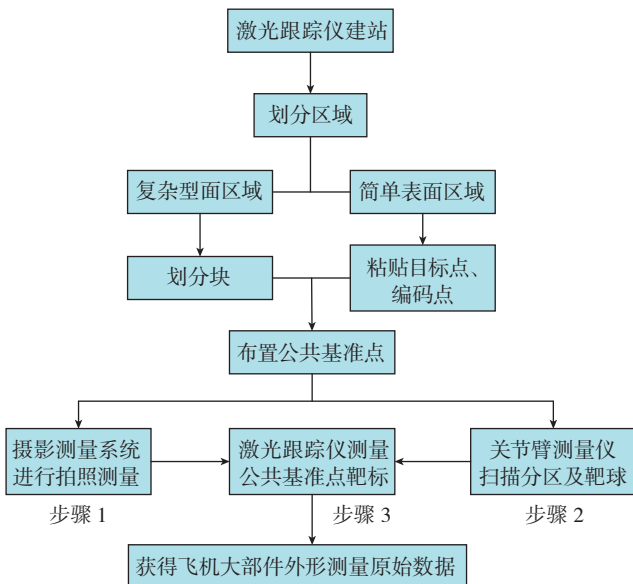 激光跟踪仪建站
划分区域
复杂型面区域
简单表面区域
划分块
粘贴目标点、
编码点
布置公共基准点
摄影测量系统
进行拍照测量
步骤 1
激光跟踪仪测量
公共基准点靶标
步骤 3
关节臂测量仪
扫描分区及靶球
步骤 2
获得飞机大部件外形测量原始数据